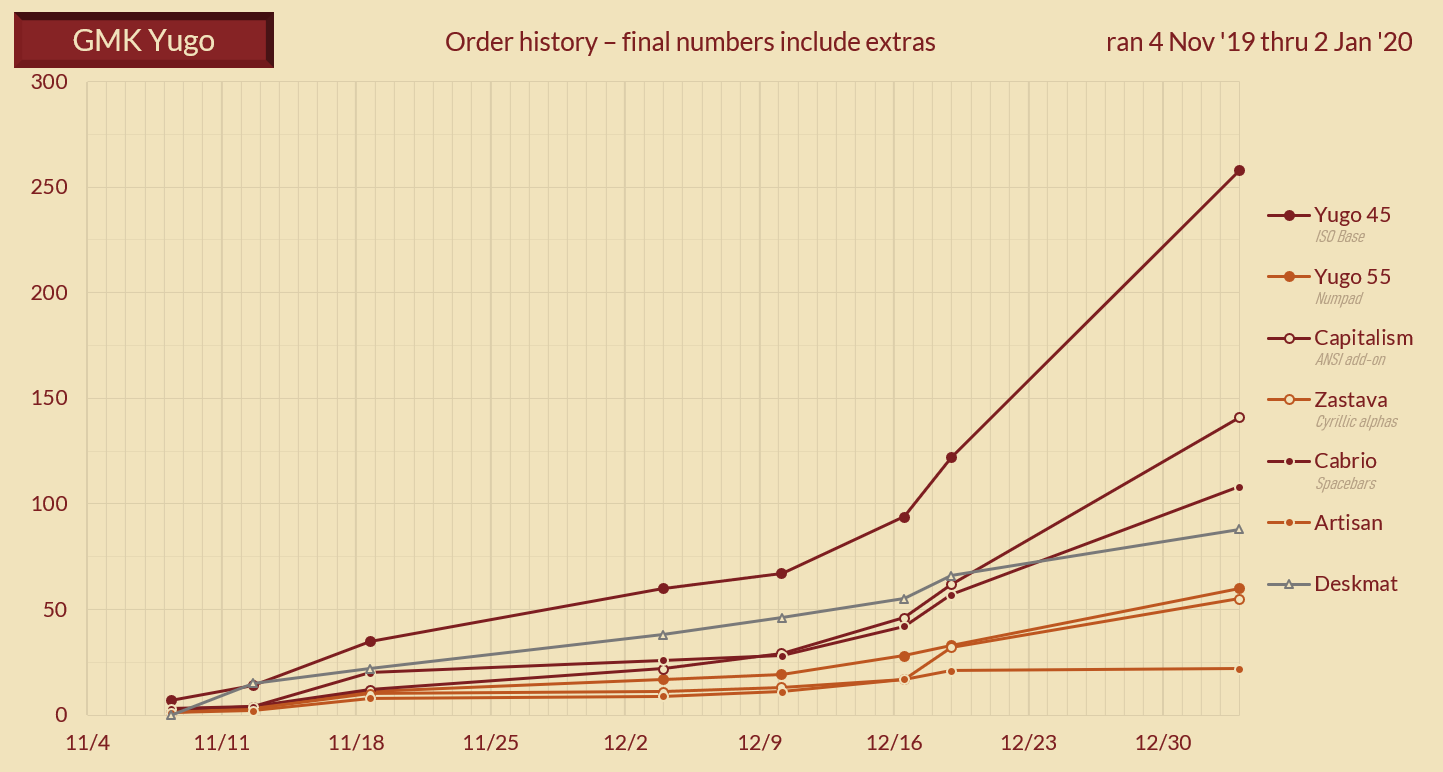 GMK Yugo
Order history – final numbers include extras
ran 4 Nov '19 thru 2 Jan '20
300
250
200
150
100
50
0
11/4
11/11
11/18
11/25
12/2
12/9
12/16
12/23
12/30
Yugo 45
ISO Base
Yugo 55
Numpad
Capitalism
ANSI add-on
Zastava
Cyrillic alphas
Cabrio
Spacebars
Artisan
Deskmat